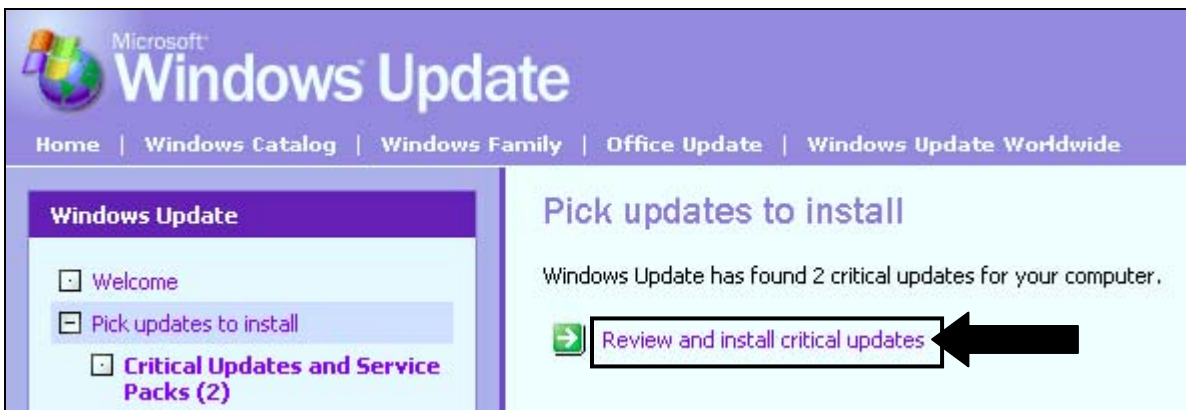 Microsoft
Windows Update
Home | Windows Catalog | Windows Family | Office Update | Windows Update Worldwide
Windows Update
Welcome
Pick updates to install
Critical Updates and Service
Packs (2)
Pick updates to install
Windows Update has found 2 critical updates for your computer.
Review and install critical updates